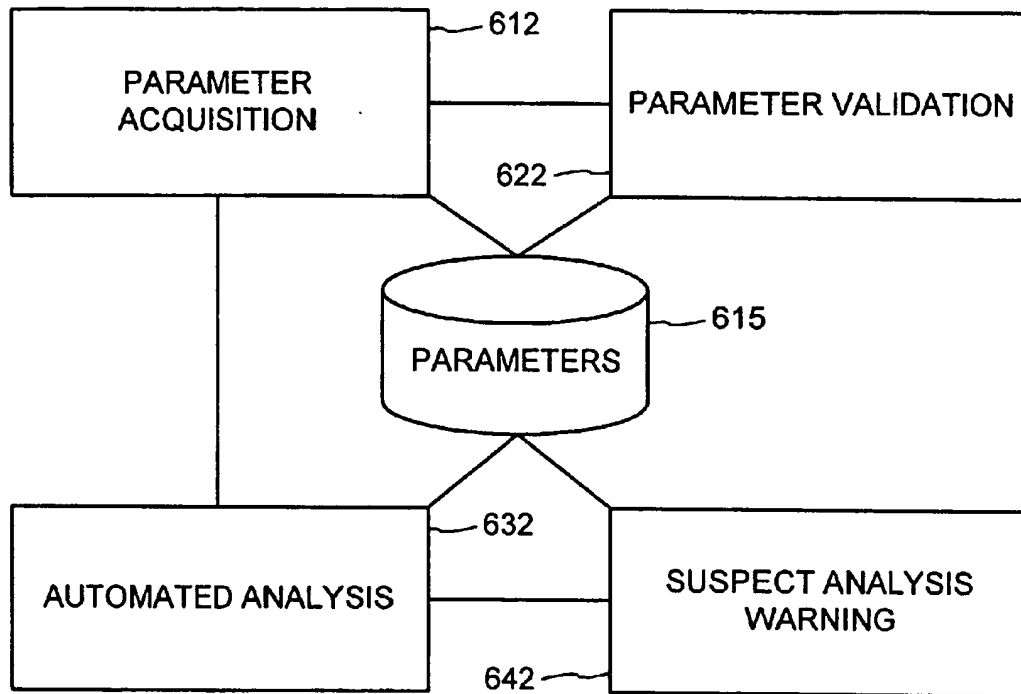 612
PARAMETER
ACQUISITION
PARAMETER VALIDATION
622
615
PARAMETERS
632
AUTOMATED ANALYSIS
SUSPECT ANALYSIS
WARNING
642